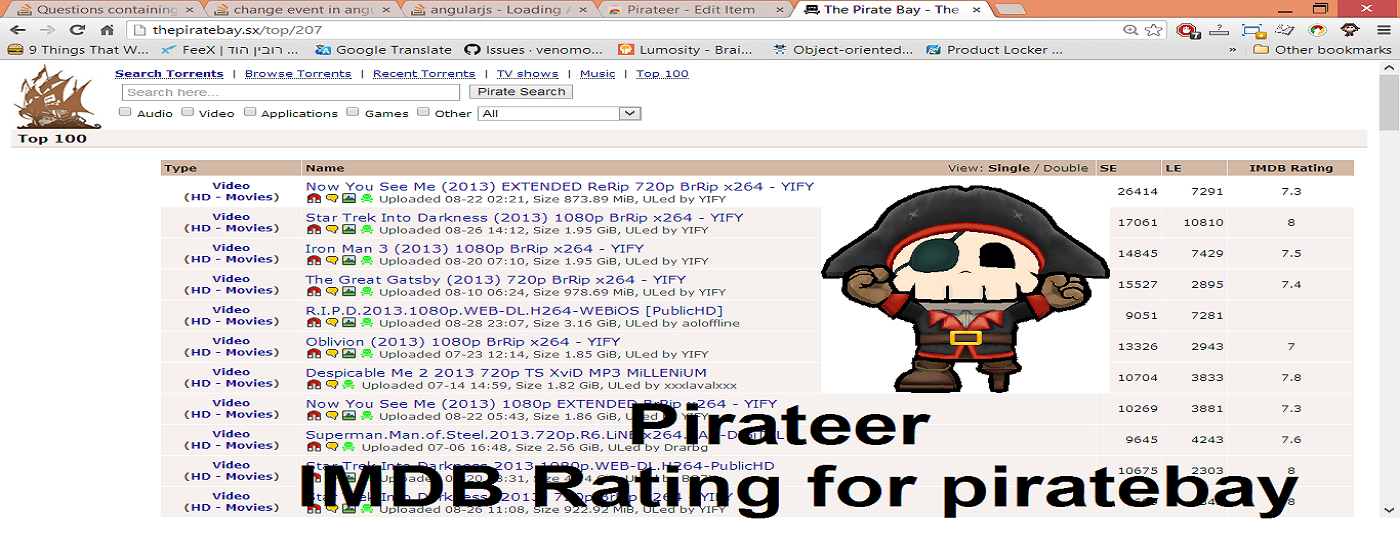 Questions containing
change event in angu
angularjs - Loading A
Pirateer - Edit Item
The Pirate Bay - The
thepiratebay.sx/top/207
9 Things That W...
FeeX | רובין הוד ...
Google Translate
Issues · venomo...
Lumosity - Brai...
Object-oriented...
Product Locker ...
» Other bookmarks
Search Torrents | Browse Torrents | Recent Torrents | TV shows | Music | Top 100
Search here... Pirate Search
Audio Video Applications Games Other All
Top 100
Type Name View: Single / Double SE LE IMDB Rating
Video Now You See Me (2013) EXTENDED ReRip 720p BrRip x264 - YIFY 26414 7291 7.3
(HD - Movies) Uploaded 08-22 02:21, Size 873.89 MiB, ULed by YIFY
Video Star Trek Into Darkness (2013) 1080p BrRip x264 - YIFY 17061 10810 8
(HD - Movies) Uploaded 08-26 14:12, Size 1.95 GiB, ULed by YIFY
Video Iron Man 3 (2013) 1080p BrRip x264 - YIFY 14845 7429 7.5
(HD - Movies) Uploaded 08-20 07:10, Size 1.95 GiB, ULed by YIFY
Video The Great Gatsby (2013) 720p BrRip x264 - YIFY 15527 2895 7.4
(HD - Movies) Uploaded 08-10 06:24, Size 978.69 MiB, ULed by YIFY
Video R.I.P.D.2013.1080p.WEB-DL.H264-WEBiOS [PublicHD] 9051 7281
(HD - Movies) Uploaded 08-28 23:07, Size 3.16 GiB, ULed by aoloffline
Video Oblivion (2013) 1080p BrRip x264 - YIFY 13326 2943 7
(HD - Movies) Uploaded 07-23 12:14, Size 1.85 GiB, ULed by YIFY
Video Despicable Me 2 2013 720p TS XviD MP3 MiLLENiUM 10704 3833 7.8
(HD - Movies) Uploaded 07-14 14:59, Size 1.82 GiB, ULed by xxxlavalxxx
Video Now You See Me (2013) 1080p EXTENDED BrRip x264 - YIFY 10269 3881 7.3
(HD - Movies) Uploaded 08-22 05:43, Size 1.86 GiB, ULed by YIFY
Pirateer
Video Superman.Man.of.Steel.2013.720p.R6.LiNE.x264 9645 4243 7.6
(HD - Movies) Uploaded 07-06 16:48, Size 2.56 GiB, ULed by Drarbg
Video Star Trek Into Darkness 2013 1080p.WEB-DL.H264-PublicHD 10675 2303 8
(HD - Movies) Uploaded
IMDB Rating for piratebay
Video Star Trek Into Darkness (2013) 720p BrRip x264 - YIFY 8
(HD - Movies) Uploaded 08-26 11:08, Size 922.92 MiB, ULed by YIFY